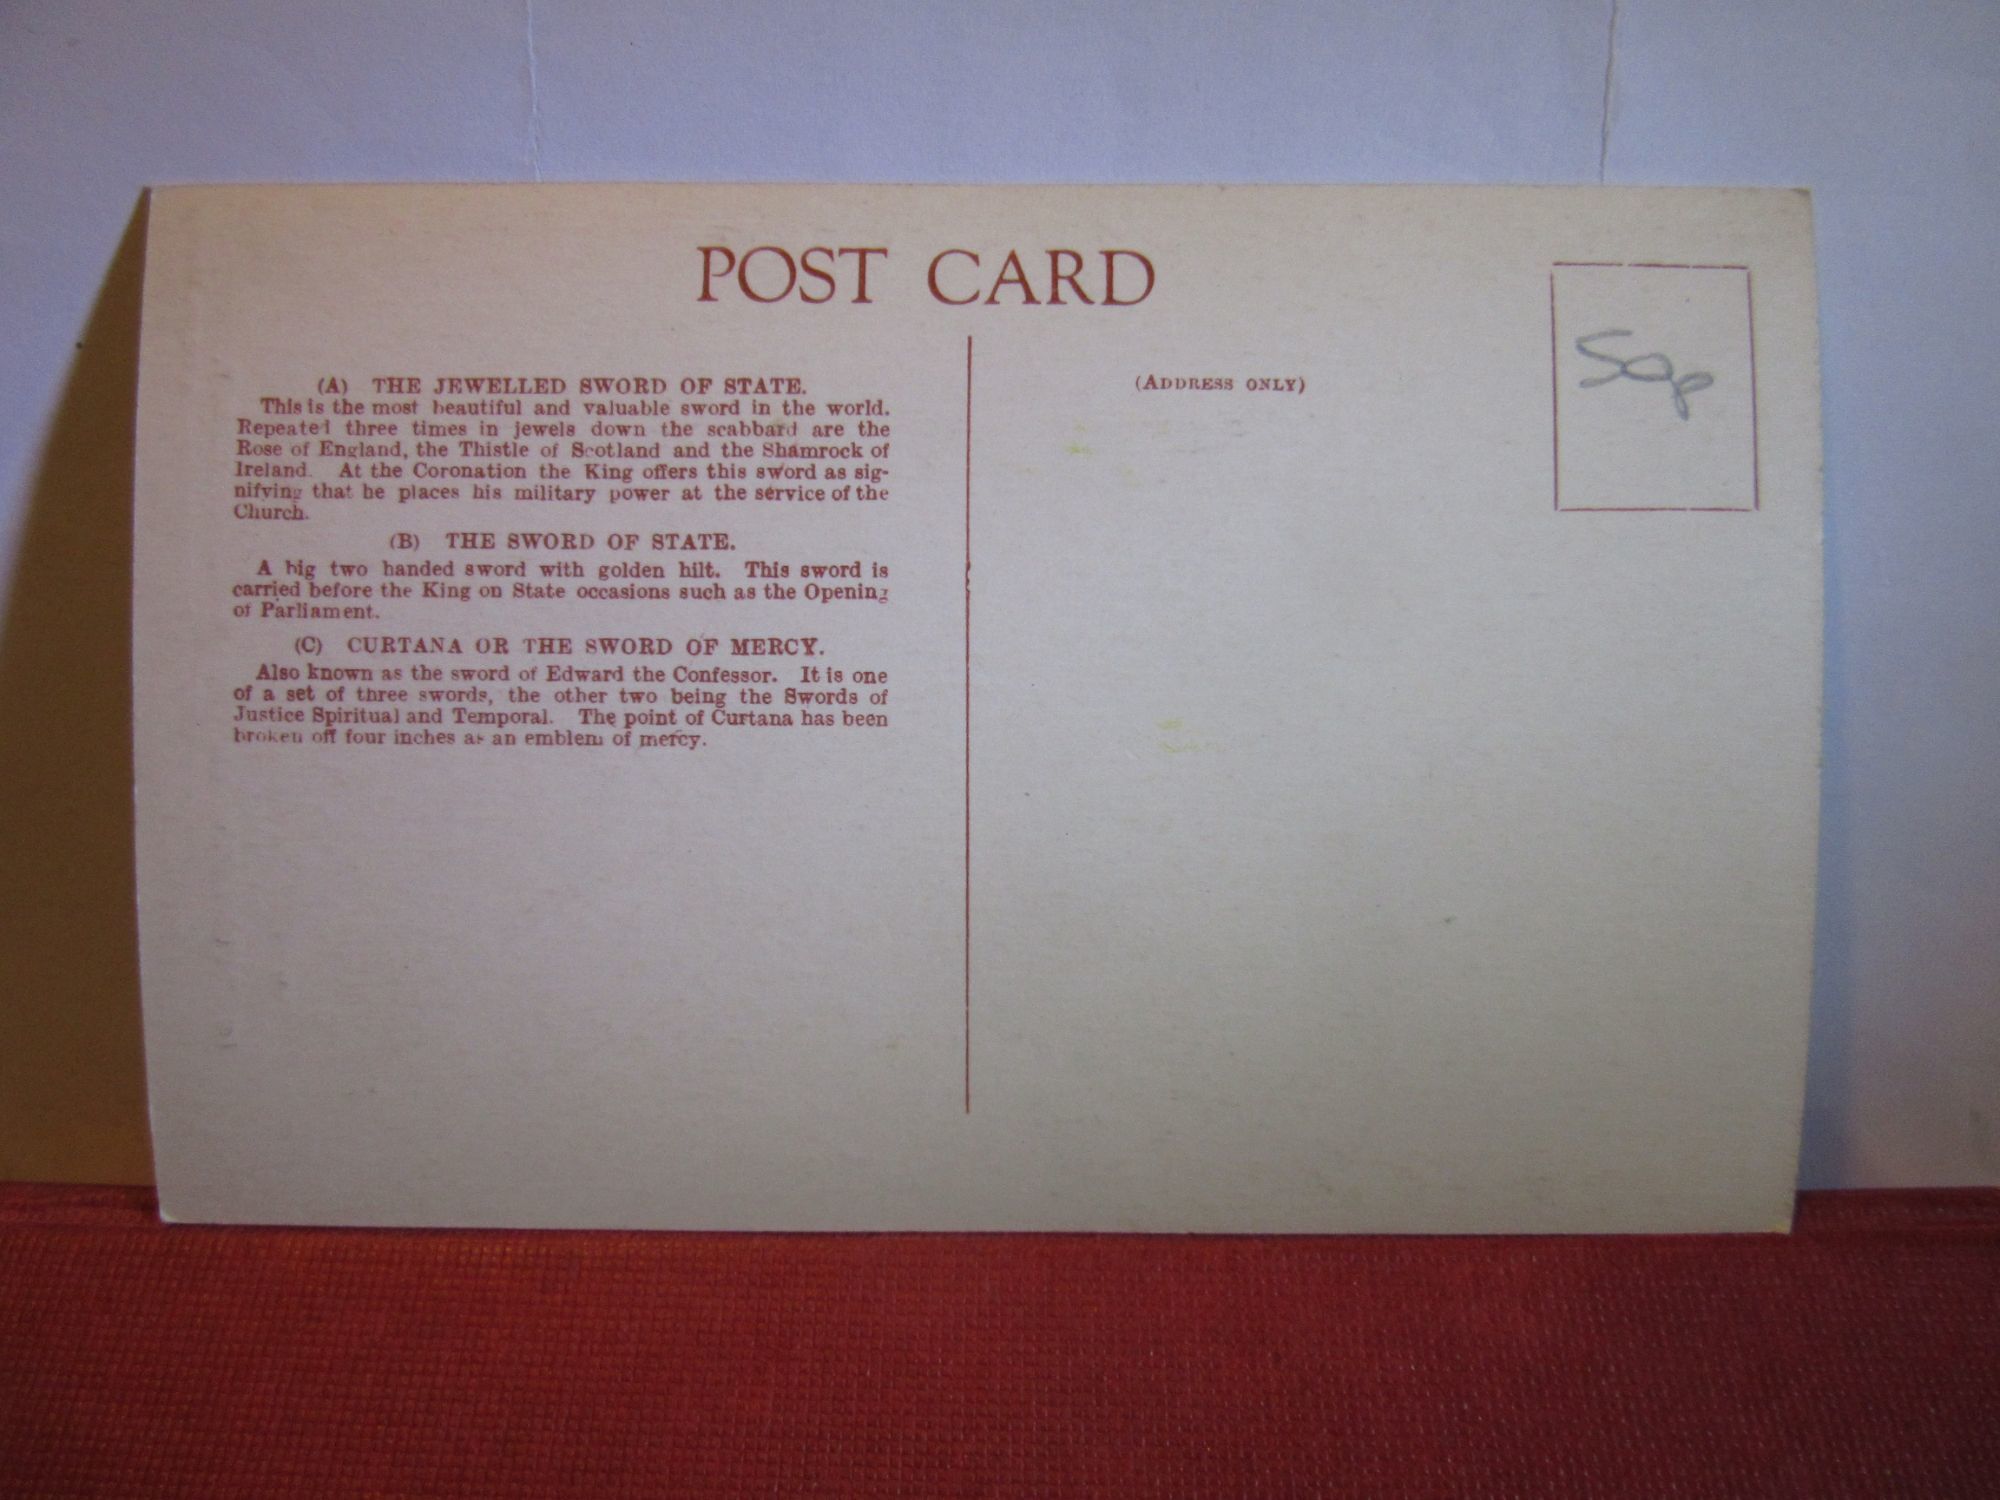 POST CARD
(A) THE JEWELLED SWORD OF STATE.
This is the most beautiful and valuable sword in the world.
Repeated three times in jewels down the scabbard are the
Rose of England, the Thistle of Scotland and the Shamrock of
Ireland. At the Coronation the King offers this sword as sig-
nifying that he places his military power at the service of the
Church.
(B) THE SWORD OF STATE.
A big two handed sword with golden hilt. This sword is
carried before the King on State occasions such as the Opening
of Parliament.
(C) CURTANA OR THE SWORD OF MERCY.
Also known as the sword of Edward the Confessor. It is one
of a set of three swords, the other two being the Swords of
Justice Spiritual and Temporal. The point of Curtana has been
broken off four inches as an emblem of mercy.
(ADDRESS ONLY)
50p